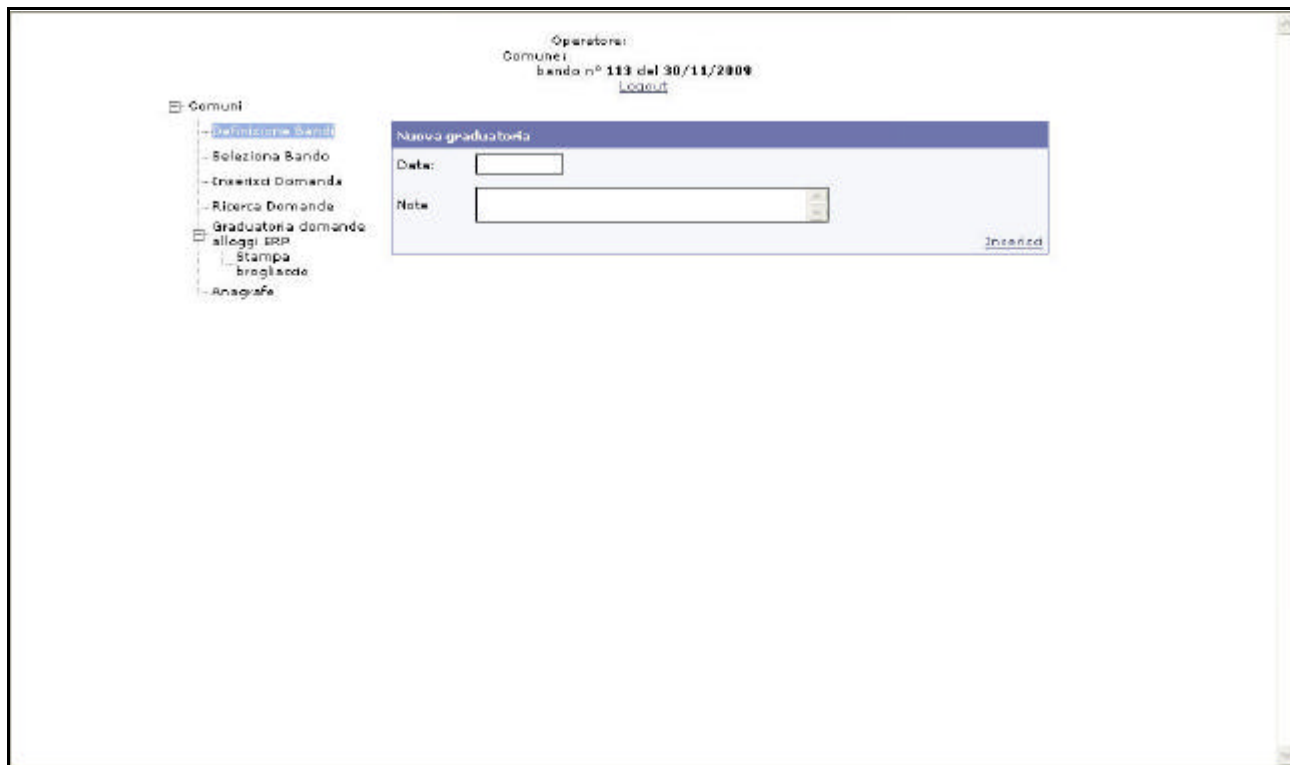 Operatore:
Comune:
bando n° 113 del 30/11/2009
Logout
Comuni
Definizione Bandi
Seleziona Bando
Inserisci Domanda
Ricerca Domande
Graduatoria domande
alloggi ERP
Stampa
brogliaccio
Anagrafe
Nuova graduatoria
Data:
Note
Inserisci